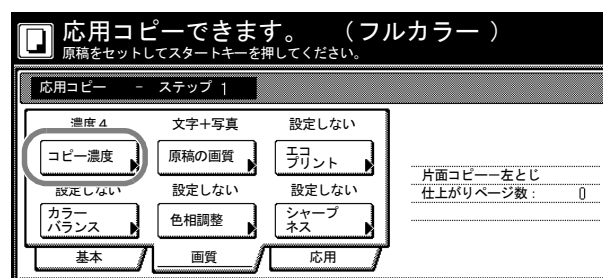 応用コピーできます。 (フルカラー )
原稿をセットしてスタートキーを押してください。
応用コピー - ステップ 1
濃度 4 文字+写真 設定しない
コピー濃度 原稿の画質 エコ
プリント
設定しない 設定しない 設定しない
カラー
バランス 色相調整 シャープ
ネス
片面コピーー左とじ
仕上がりページ数: 0
基本 画質 応用